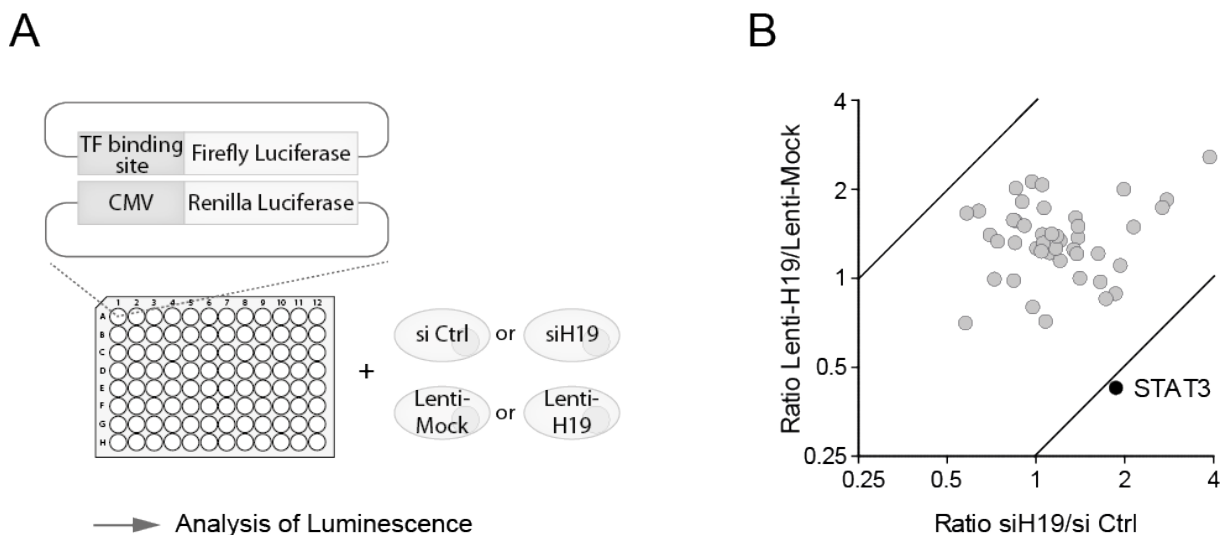 A
TF binding
site
Firefly Luciferase
CMV
Renilla Luciferase
1 2 3 4 5 6 7 8 9 10 11 12
A
B
C
D
E
F
G
H
+
si Ctrl or siH19
Lenti-
Mock
or
Lenti-
H19
Analysis of Luminescence
B
Ratio Lenti-H19/Lenti-Mock
4
2
1
0.5
0.25
STAT3
0.25 0.5 1 2 4
Ratio siH19/si Ctrl